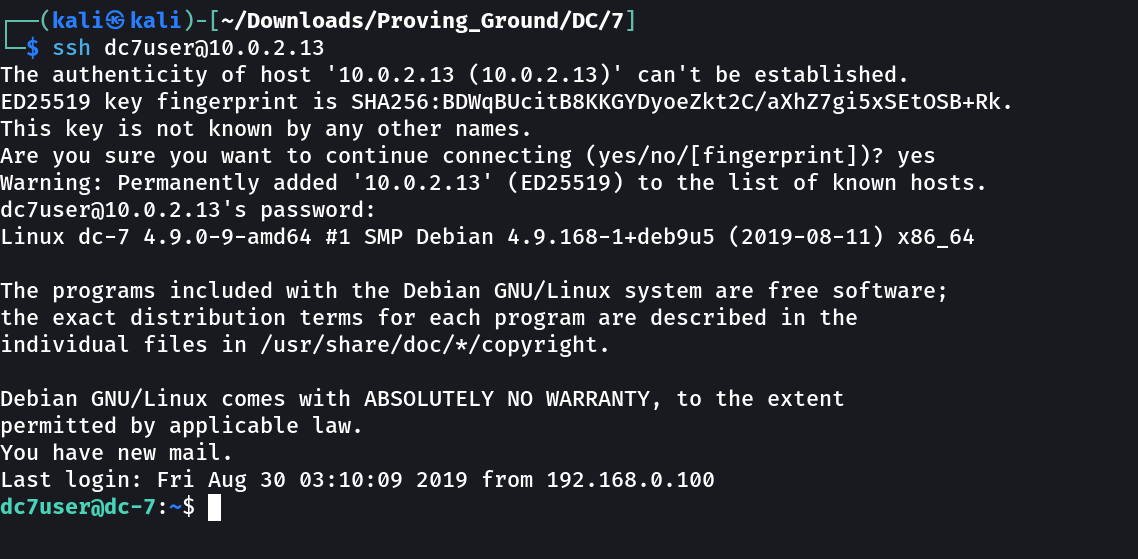 ┌──(kali㉿kali)-[~/Downloads/Proving_Ground/DC/7]
└─$ ssh dc7user@10.0.2.13
The authenticity of host '10.0.2.13 (10.0.2.13)' can't be established.
ED25519 key fingerprint is SHA256:BDWqBUcitB8KKGYDyoeZkt2C/aXhZ7gi5xSEtOSB+Rk.
This key is not known by any other names.
Are you sure you want to continue connecting (yes/no/[fingerprint])? yes
Warning: Permanently added '10.0.2.13' (ED25519) to the list of known hosts.
dc7user@10.0.2.13's password:
Linux dc-7 4.9.0-9-amd64 #1 SMP Debian 4.9.168-1+deb9u5 (2019-08-11) x86_64

The programs included with the Debian GNU/Linux system are free software;
the exact distribution terms for each program are described in the
individual files in /usr/share/doc/*/copyright.

Debian GNU/Linux comes with ABSOLUTELY NO WARRANTY, to the extent
permitted by applicable law.
You have new mail.
Last login: Fri Aug 30 03:10:09 2019 from 192.168.0.100
dc7user@dc-7:~$